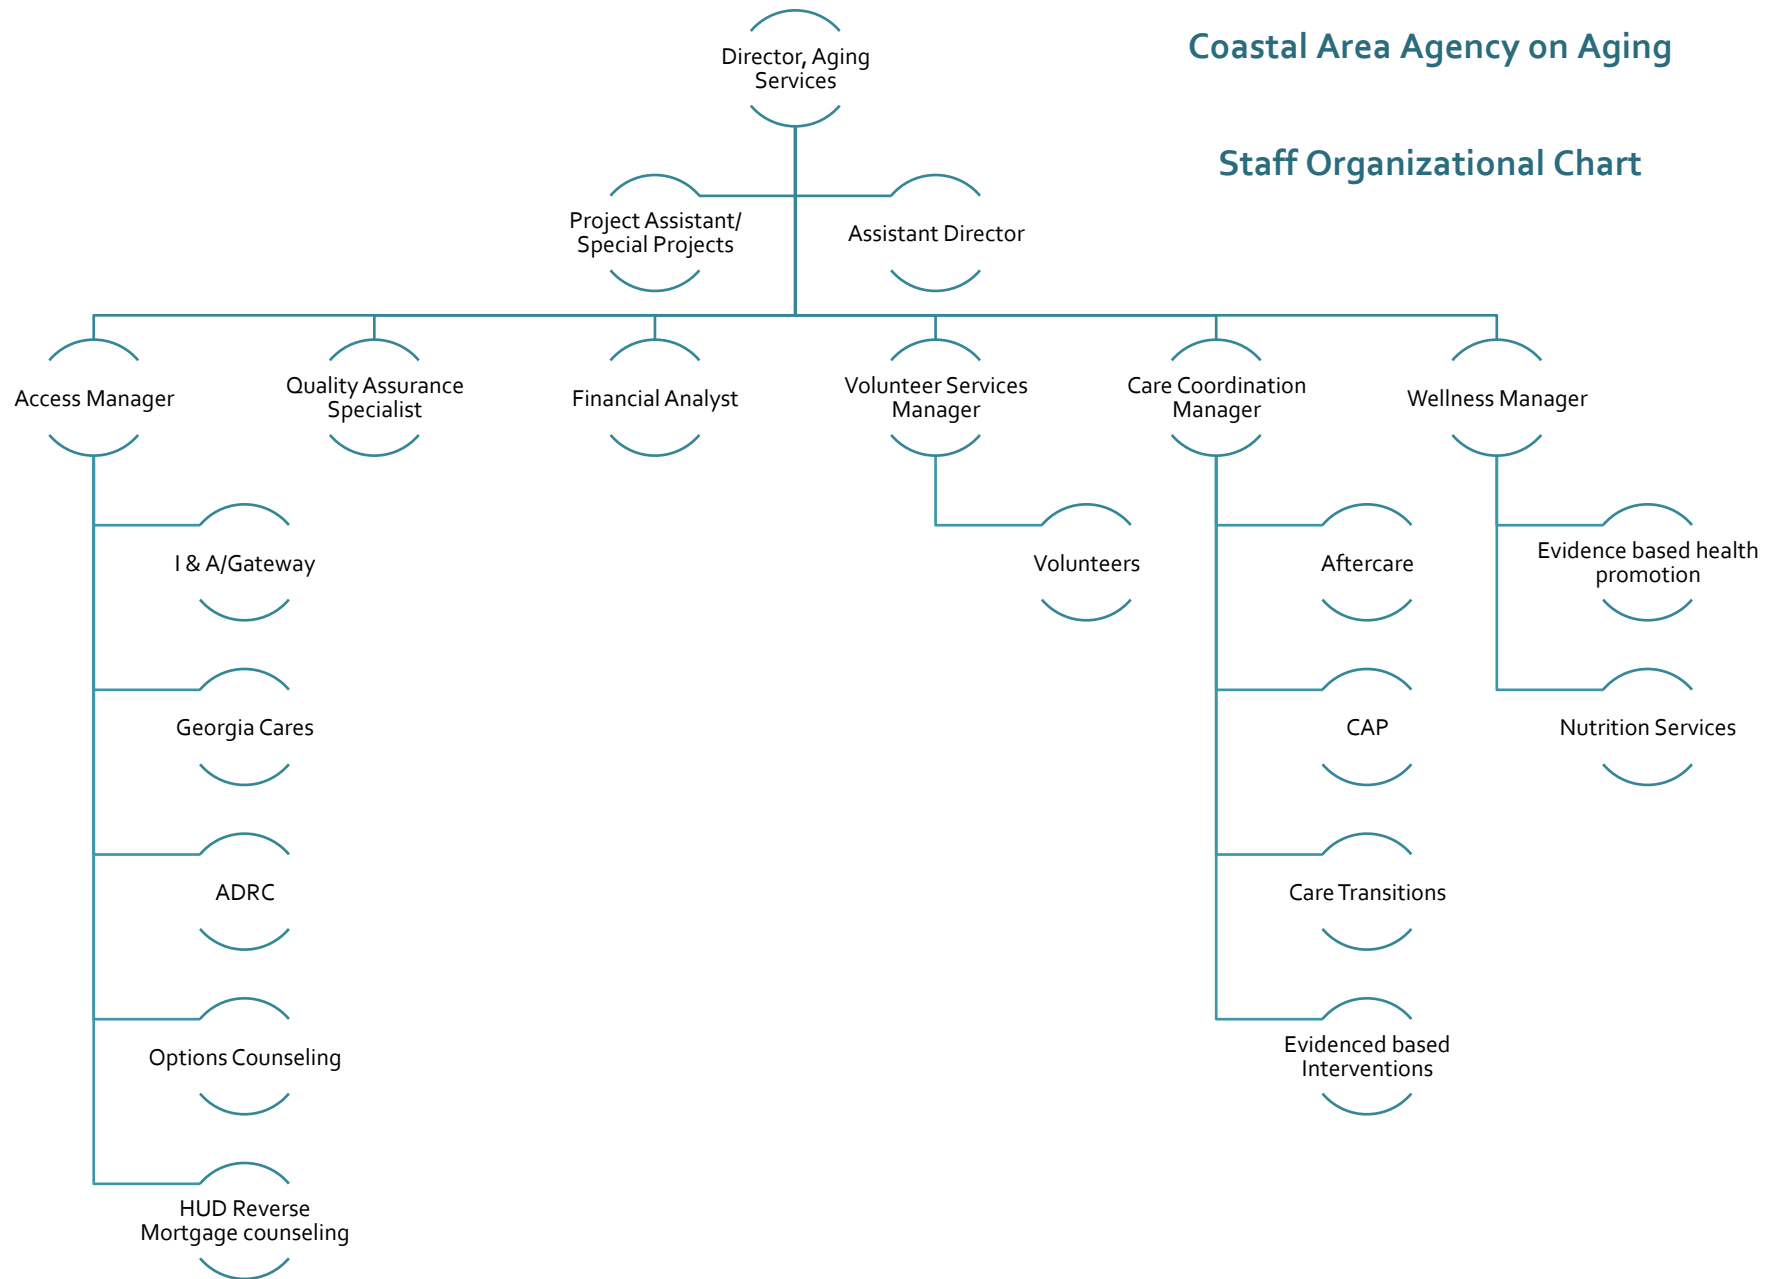 Coastal Area Agency on Aging
Staff Organizational Chart
Director, Aging
Services
Project Assistant/
Special Projects
Assistant Director
Access Manager
Quality Assurance
Specialist
Financial Analyst
Volunteer Services
Manager
Care Coordination
Manager
Wellness Manager
I & A/Gateway
Georgia Cares
ADRC
Options Counseling
HUD Reverse
Mortgage counseling
Volunteers
Aftercare
CAP
Care Transitions
Evidenced based
Interventions
Evidence based health
promotion
Nutrition Services